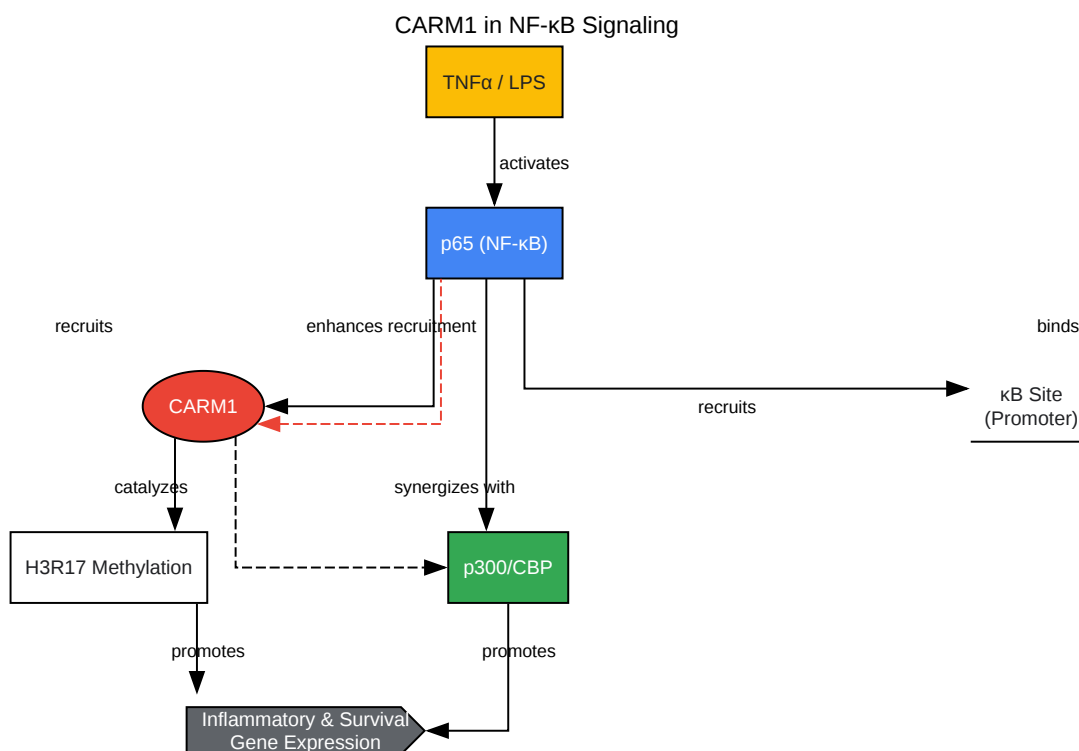 CARM1 in NF-κB Signaling
TNFα / LPS
activates
p65 (NF-κB)
recruits
enhances recruitment
binds
κB Site
(Promoter)
CARM1
recruits
catalyzes
synergizes with
H3R17 Methylation
p300/CBP
promotes
promotes
Inflammatory & Survival
Gene Expression